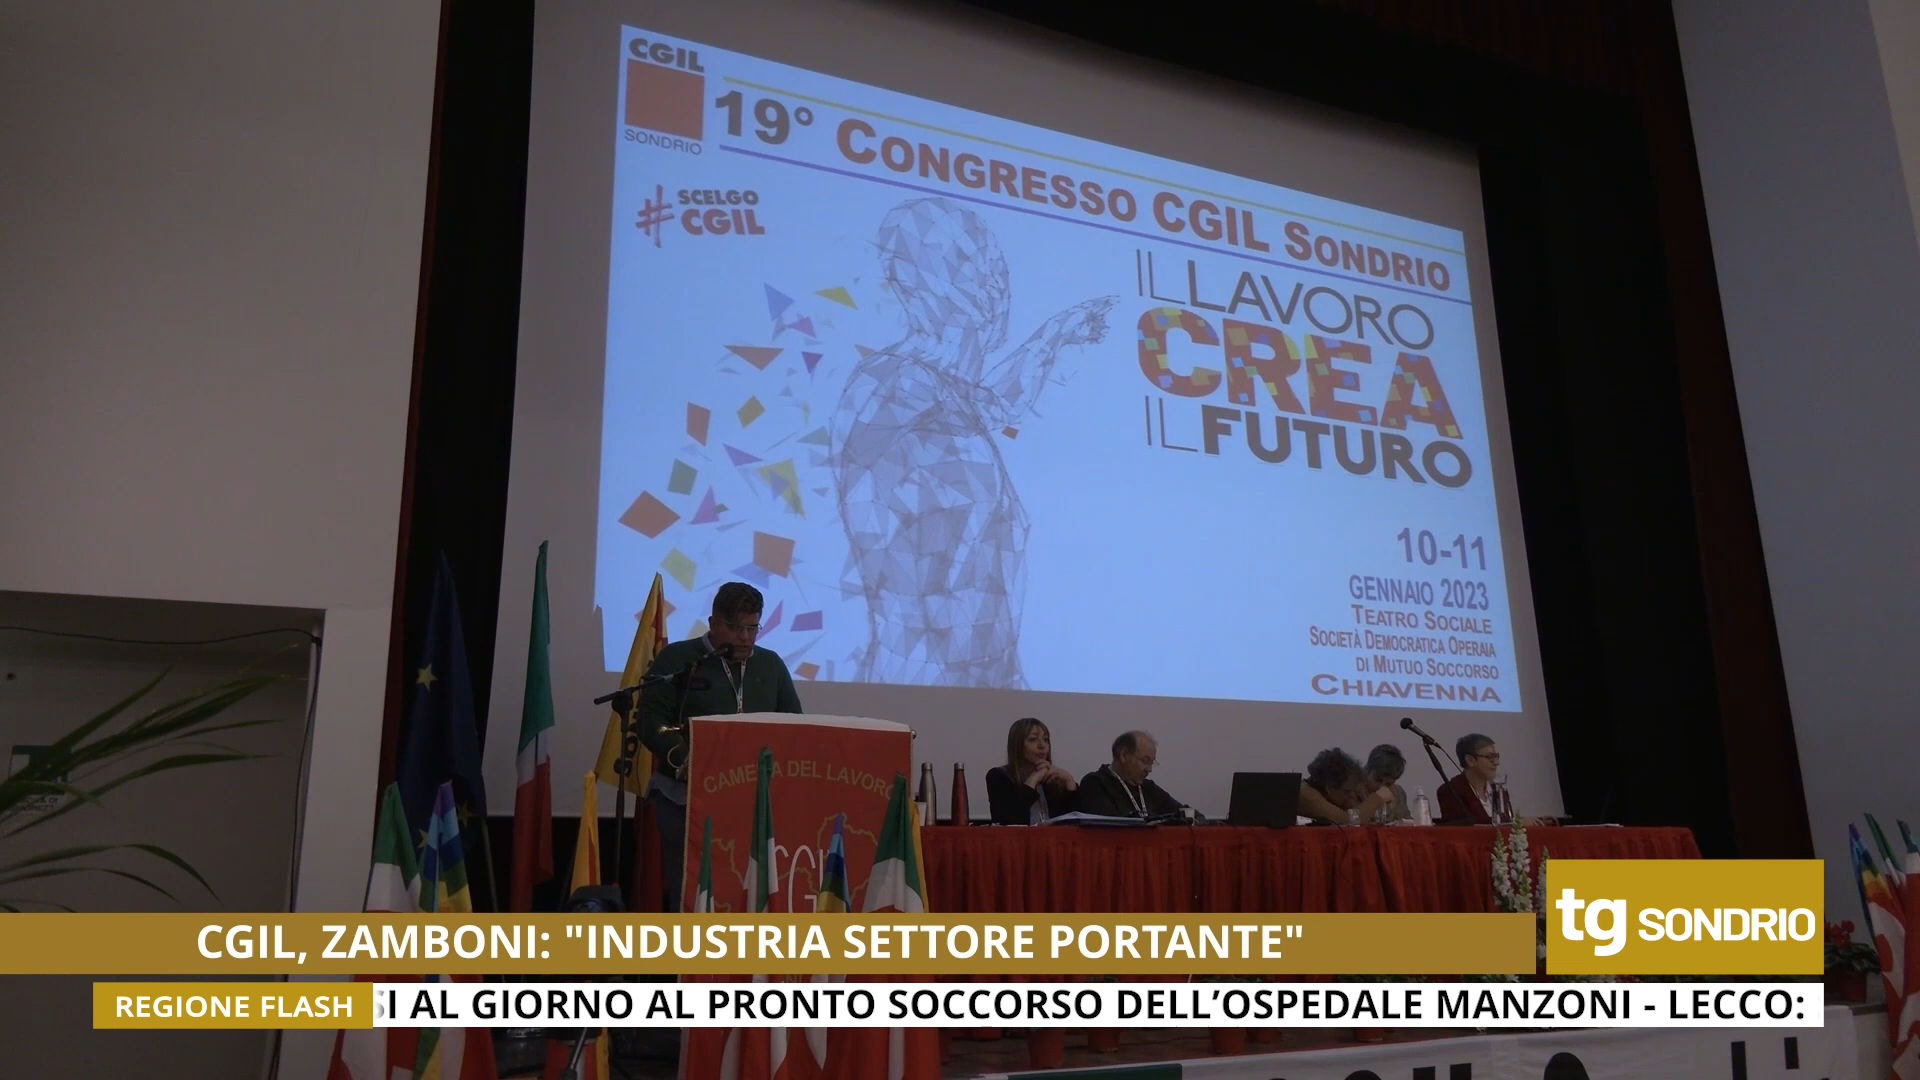 CGIL
SONDRIO
19° CONGRESSO CGIL SONDRIO
#SCELGO
CGIL
IL LAVORO
CREA
IL FUTURO
10-11
GENNAIO 2023
TEATRO SOCIALE
SOCIETÀ DEMOCRATICA OPERAIA
DI MUTUO SOCCORSO
CHIAVENNA
CAMERA DEL LAVORO
CGIL, ZAMBONI: "INDUSTRIA SETTORE PORTANTE"
tg SONDRIO
REGIONE FLASH
SI AL GIORNO AL PRONTO SOCCORSO DELL’OSPEDALE MANZONI - LECCO: